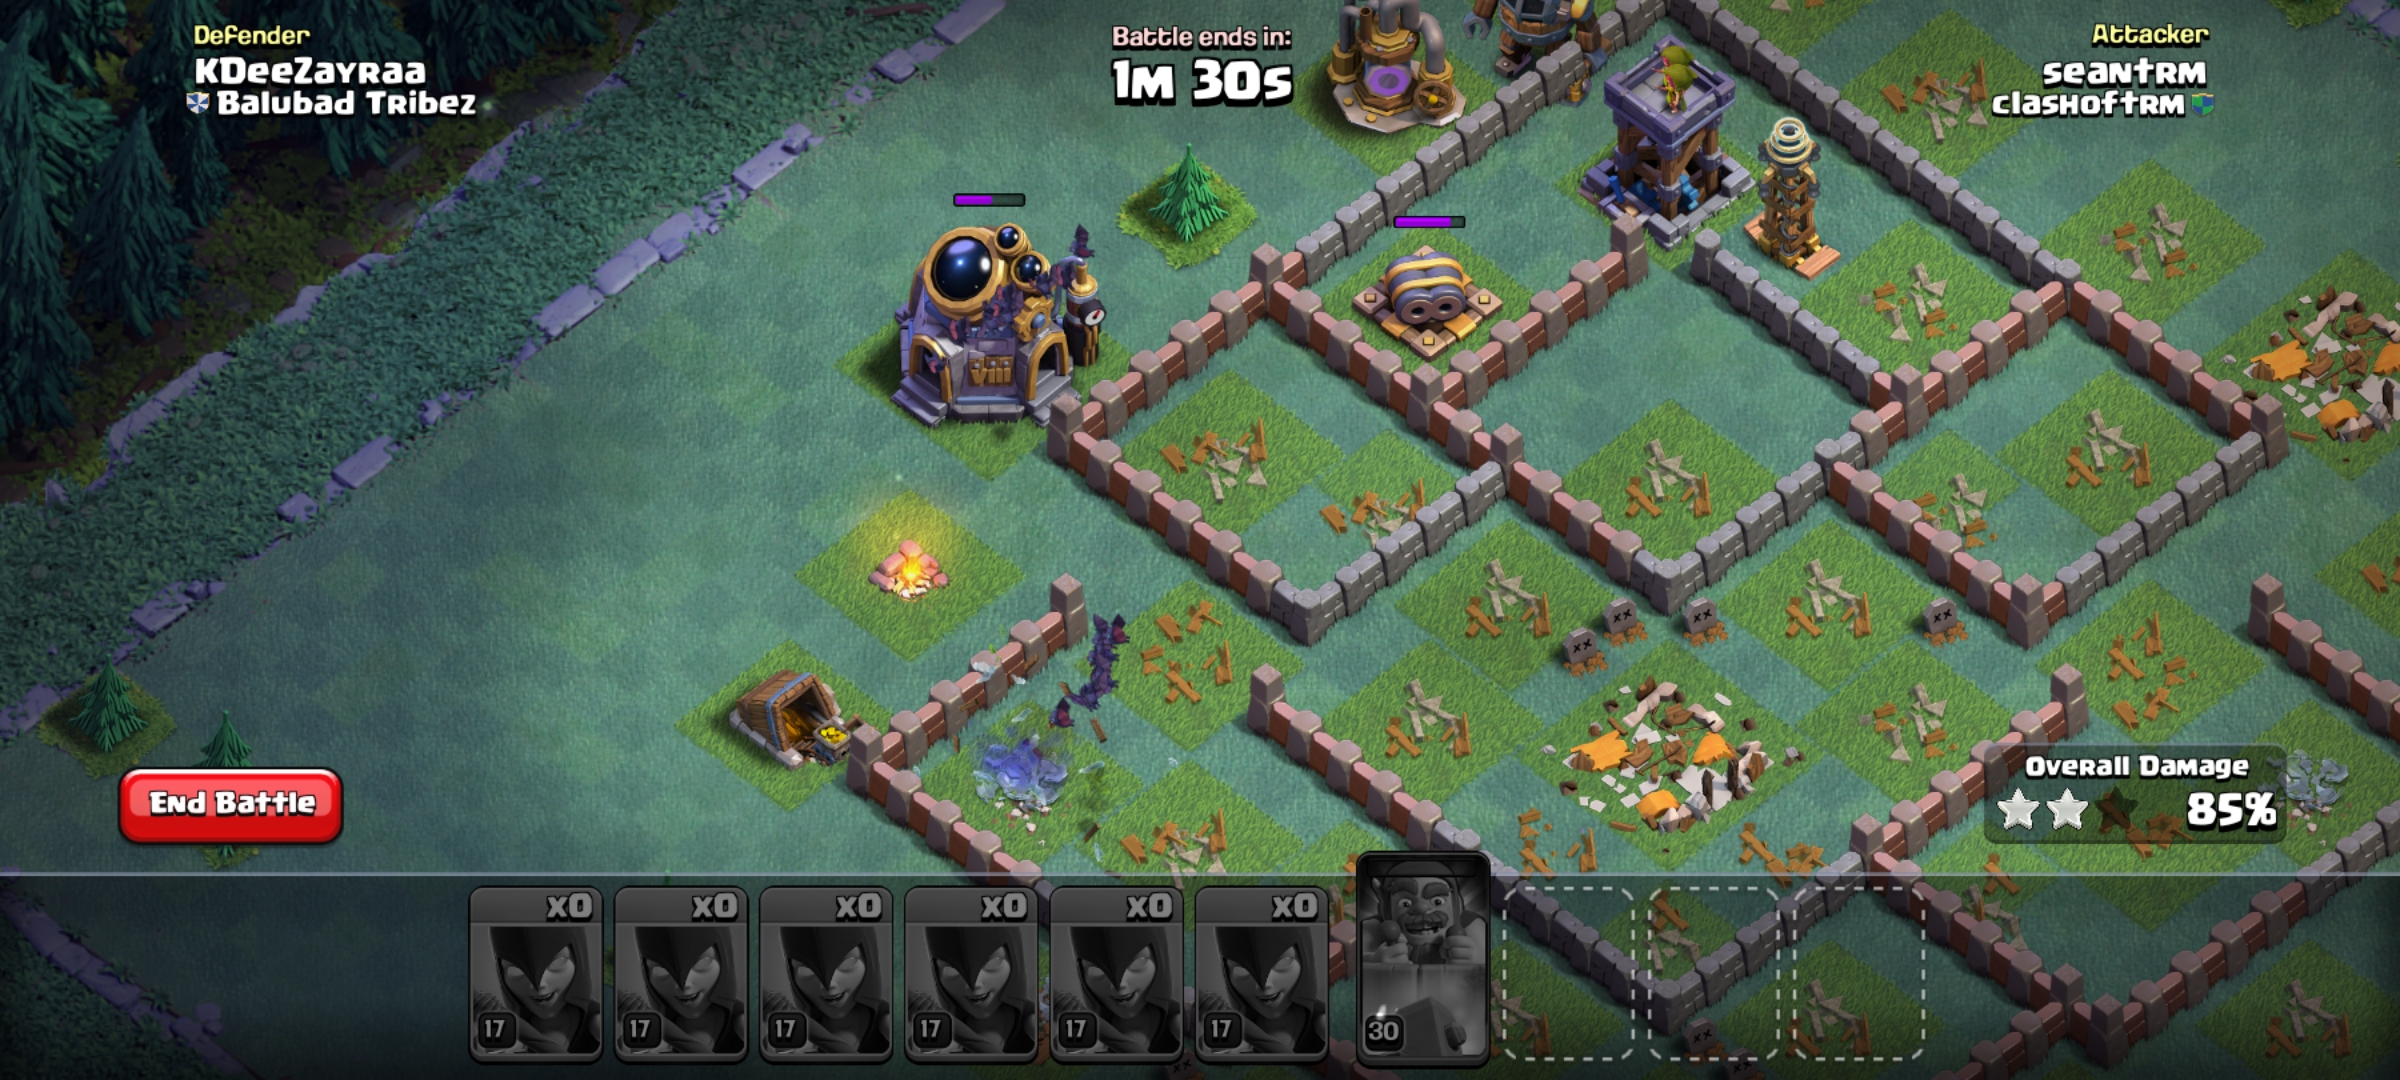 Defender
KDeeZayraa
Balubad Tribez
Battle ends in:
1M 30s
Attacker
seantRM
clashoftRM
VIII
End Battle
Overall Damage
85%
x0
x0
x0
x0
x0
x0
17
17
17
17
17
17
30